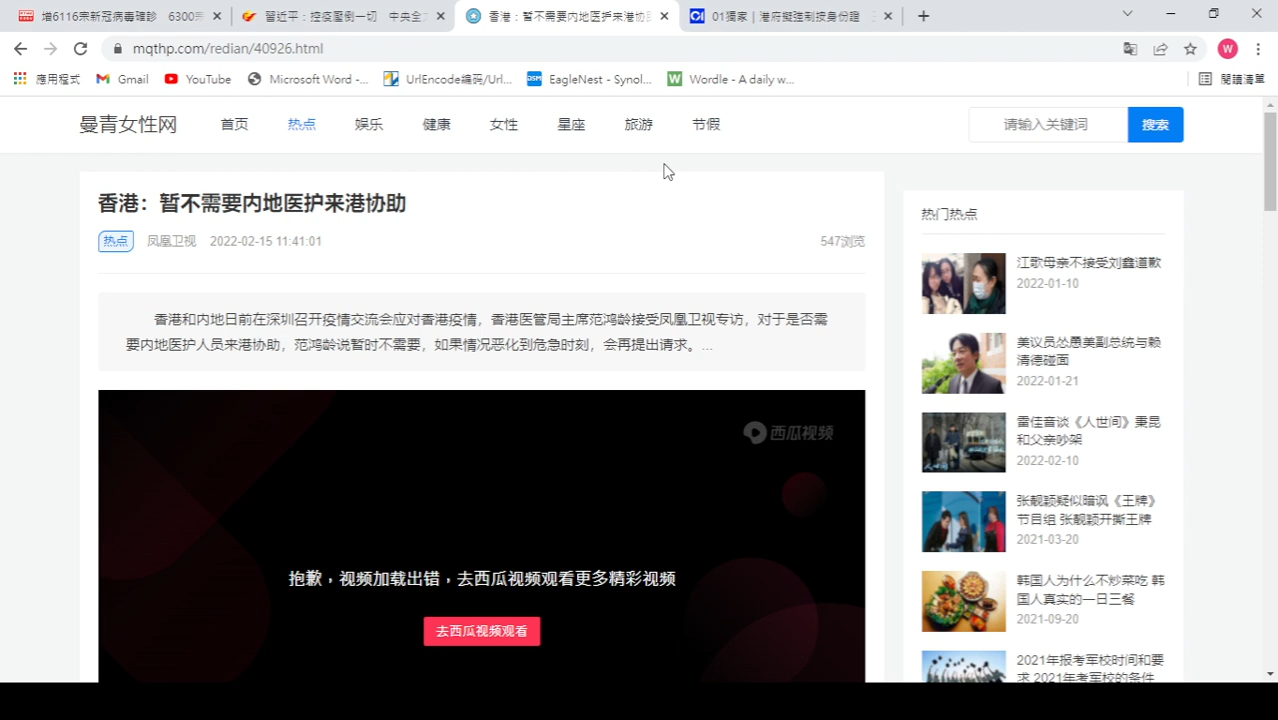 增6116宗新冠病毒確診 6300
習近平：控疫壓倒一切 中央全
香港：暂不需要内地医护来港协
01獨家｜港府擬強制按身份證
mqthp.com/redian/40926.html
W
應用程式
Gmail
YouTube
Microsoft Word -...
UrlEncode编码/Url...
EagleNest - Synol...
Wordle - A daily w...
閱讀清單
曼青女性网
首页
热点
娱乐
健康
女性
星座
旅游
节假
请输入关键词
搜索
香港：暂不需要内地医护来港协助
热点 凤凰卫视 2022-02-15 11:41:01
547浏览
香港和内地日前在深圳召开疫情交流会应对香港疫情，香港医管局主席范鸿龄接受凤凰卫视专访，对于是否需
要内地医护人员来港协助，范鸿龄说暂时不需要，如果情况恶化到危急时刻，会再提出请求。...
西瓜视频
抱歉，视频加载出错，去西瓜视频观看更多精彩视频
去西瓜视频观看
热门热点
江歌母亲不接受刘鑫道歉
2022-01-10
美议员怂恿美副总统与赖
清德碰面
2022-01-21
雷佳音谈《人世间》秉昆
和父亲吵架
2022-02-10
张靓颖疑似暗讽《王牌》
节目组 张靓颖开撕王牌
2021-03-20
韩国人为什么不炒菜吃 韩
国人真实的一日三餐
2021-09-20
2021年报考军校时间和要
求 2021年考军校的条件